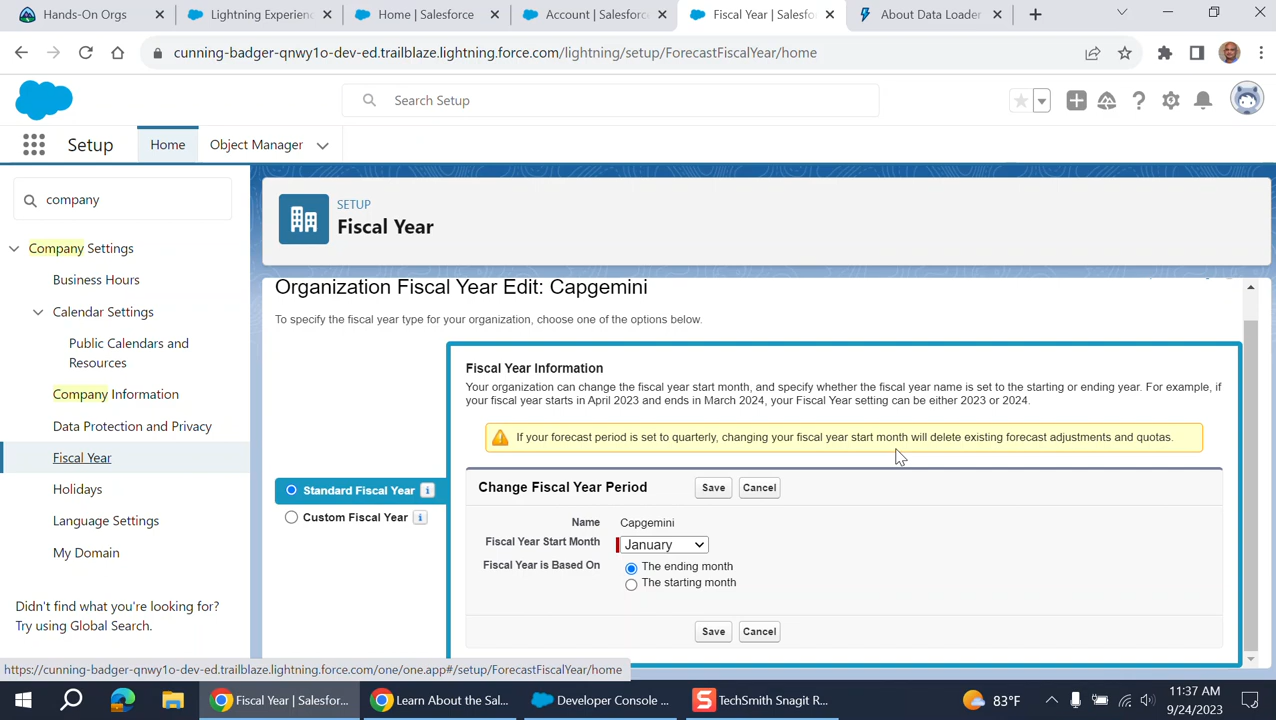 Hands-On Orgs
Lightning Experienc
Home | Salesforce
Account | Salesforc
Fiscal Year | Salesfo
About Data Loader
cunning-badger-qnwy1o-dev-ed.trailblaze.lightning.force.com/lightning/setup/ForecastFiscalYear/home
Search Setup
Setup
Home
Object Manager
company
Company Settings
Business Hours
Calendar Settings
Public Calendars and
Resources
Company Information
Data Protection and Privacy
Fiscal Year
Holidays
Language Settings
My Domain
Didn't find what you're looking for?
Try using Global Search.
SETUP
Fiscal Year
Organization Fiscal Year Edit: Capgemini
To specify the fiscal year type for your organization, choose one of the options below.
Standard Fiscal Year
Custom Fiscal Year
Fiscal Year Information
Your organization can change the fiscal year start month, and specify whether the fiscal year name is set to the starting or ending year. For example, if
your fiscal year starts in April 2023 and ends in March 2024, your Fiscal Year setting can be either 2023 or 2024.
If your forecast period is set to quarterly, changing your fiscal year start month will delete existing forecast adjustments and quotas.
Change Fiscal Year Period
Save
Cancel
Name Capgemini
Fiscal Year Start Month January
Fiscal Year is Based On The ending month
The starting month
Save
Cancel
https://cunning-badger-qnwy1o-dev-ed.trailblaze.lightning.force.com/one/one.app#/setup/ForecastFiscalYear/home
Fiscal Year | Salesfor...
Learn About the Sal...
Developer Console ...
TechSmith Snagit R...
83°F
11:37 AM
9/24/2023